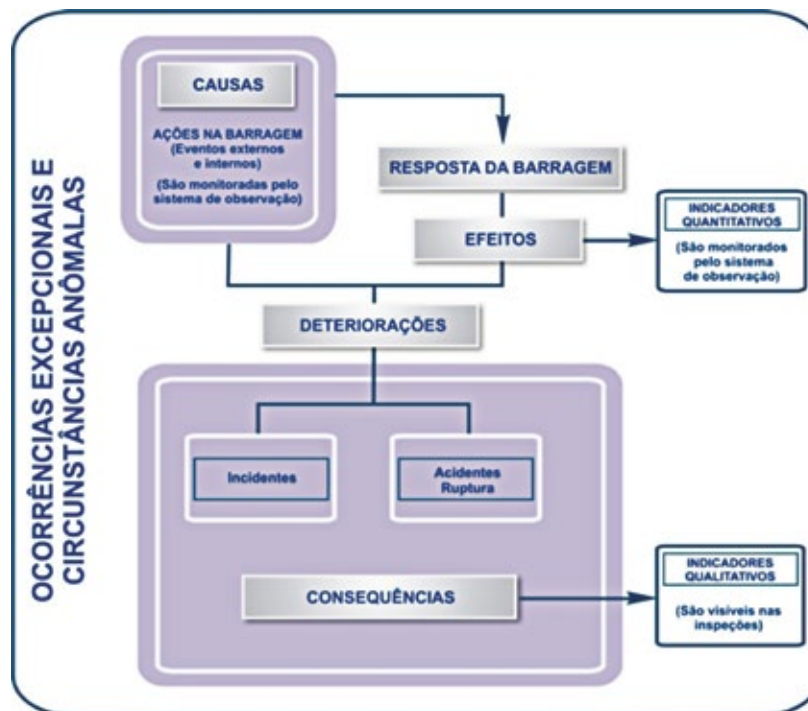 OCORRÊNCIAS EXCEPCIONAIS E
CIRCUNSTÂNCIAS ANÔMALAS
CAUSAS
AÇÕES NA BARRAGEM
(Eventos externos
e internos)
(São monitoradas pelo
sistema de observação)
RESPOSTA DA BARRAGEM
EFEITOS
INDICADORES
QUANTITATIVOS
(São monitorados
pelo sistema
de observação)
DETERIORAÇÕES
Incidentes
Acidentes
Ruptura
CONSEQUÊNCIAS
INDICADORES
QUALITATIVOS
(São visíveis nas
inspeções)